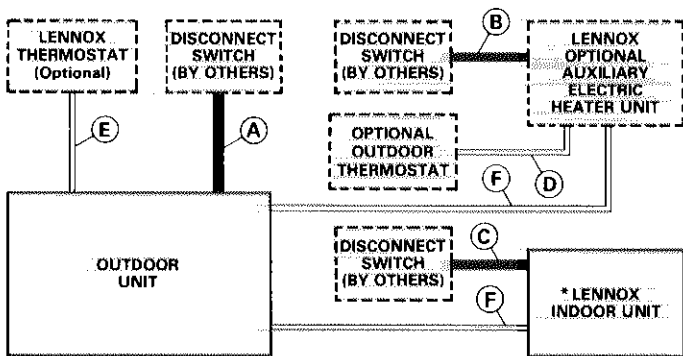 LENNOX
THERMOSTAT
(Optional)
DISCONNECT
SWITCH
(BY OTHERS)
DISCONNECT
SWITCH
(BY OTHERS)
B
LENNOX
OPTIONAL
AUXILIARY
ELECTRIC
HEATER UNIT
E
A
OPTIONAL
OUTDOOR
THERMOSTAT
D
F
OUTDOOR
UNIT
DISCONNECT
SWITCH
(BY OTHERS)
C
* LENNOX
INDOOR UNIT
F